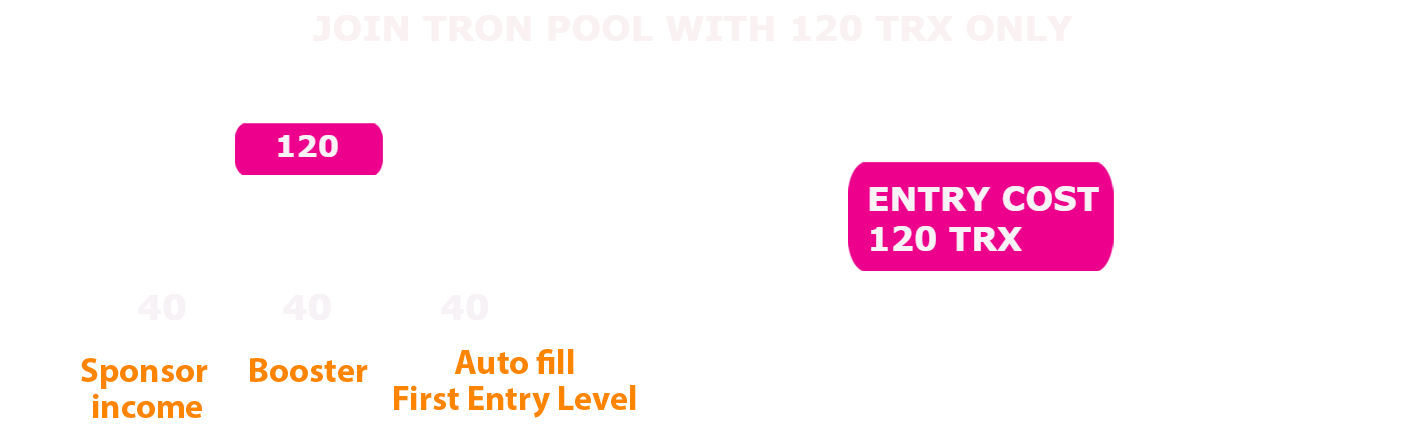 JOIN TRON POOL WITH 120 TRX ONLY
120
ENTRY COST
120 TRX
40 40 40
Sponsor
income
Booster
Auto fill
First Entry Level